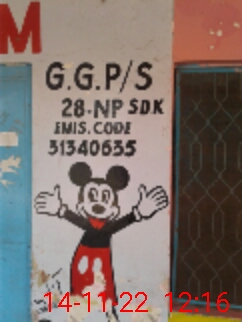 M
G.G.P/S
28-NP SDK
EMIS.CODE
31340635
14-11-22 12:16